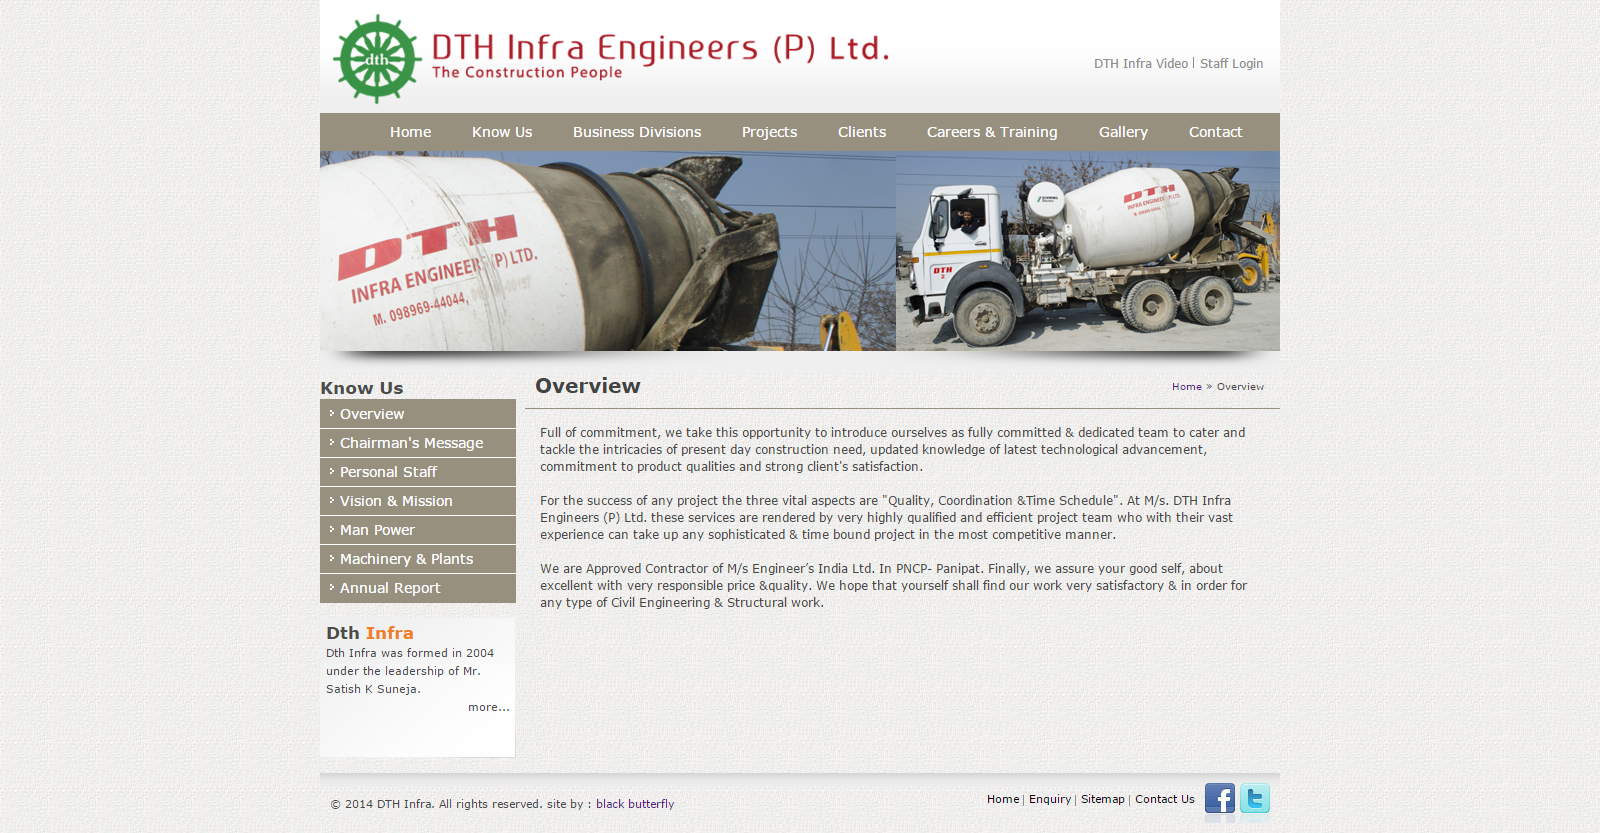 dth
DTH Infra Engineers (P) Ltd.
The Construction People
DTH Infra Video | Staff Login
Home Know Us Business Divisions Projects Clients Careers & Training Gallery Contact
DTH
INFRA ENGINEERS (P) LTD.
M. 098969-44044,
DTH
INFRA ENGINEERS (P) LTD.
DTH
2
Know Us
Overview
Chairman's Message
Personal Staff
Vision & Mission
Man Power
Machinery & Plants
Annual Report
Dth Infra
Dth Infra was formed in 2004
under the leadership of Mr.
Satish K Suneja.
more...
Overview
Home » Overview
Full of commitment, we take this opportunity to introduce ourselves as fully committed & dedicated team to cater and
tackle the intricacies of present day construction need, updated knowledge of latest technological advancement,
commitment to product qualities and strong client's satisfaction.
For the success of any project the three vital aspects are "Quality, Coordination &Time Schedule". At M/s. DTH Infra
Engineers (P) Ltd. these services are rendered by very highly qualified and efficient project team who with their vast
experience can take up any sophisticated & time bound project in the most competitive manner.
We are Approved Contractor of M/s Engineer’s India Ltd. In PNCP- Panipat. Finally, we assure your good self, about
excellent with very responsible price &quality. We hope that yourself shall find our work very satisfactory & in order for
any type of Civil Engineering & Structural work.
© 2014 DTH Infra. All rights reserved. site by : black butterfly
Home | Enquiry | Sitemap | Contact Us